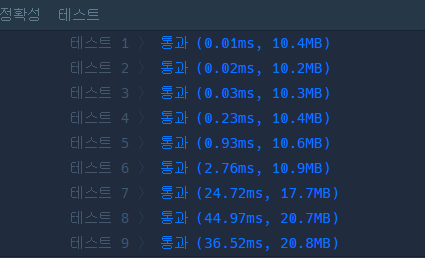 정확성 테스트
테스트 1 〉 통과 (0.01ms, 10.4MB)
테스트 2 〉 통과 (0.02ms, 10.2MB)
테스트 3 〉 통과 (0.03ms, 10.3MB)
테스트 4 〉 통과 (0.23ms, 10.4MB)
테스트 5 〉 통과 (0.93ms, 10.6MB)
테스트 6 〉 통과 (2.76ms, 10.9MB)
테스트 7 〉 통과 (24.72ms, 17.7MB)
테스트 8 〉 통과 (44.97ms, 20.7MB)
테스트 9 〉 통과 (36.52ms, 20.8MB)